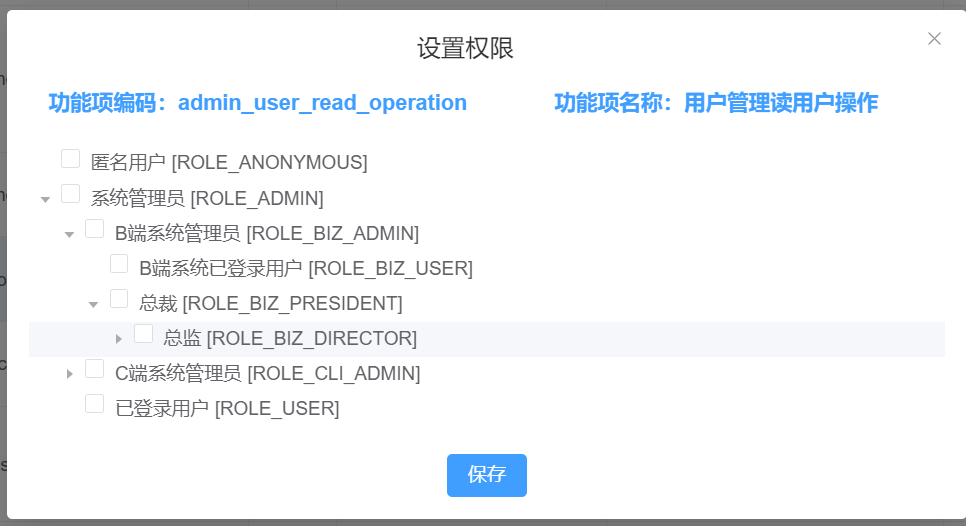 设置权限
功能项编码：admin_user_read_operation 功能项名称：用户管理读用户操作
匿名用户 [ROLE_ANONYMOUS]
系统管理员 [ROLE_ADMIN]
B端系统管理员 [ROLE_BIZ_ADMIN]
B端系统已登录用户 [ROLE_BIZ_USER]
总裁 [ROLE_BIZ_PRESIDENT]
总监 [ROLE_BIZ_DIRECTOR]
C端系统管理员 [ROLE_CLI_ADMIN]
已登录用户 [ROLE_USER]
保存